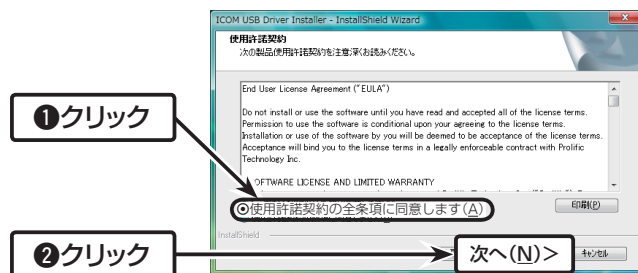 ICOM USB Driver Installer - InstallShield Wizard
使用許諾契約
次の製品使用許諾契約を注意深くお読みください。
End User License Agreement ("EULA")
Do not install or use the software until you have read and accepted all of the license terms.
Permission to use the software is conditional upon your agreeing to the license terms.
Installation or use of the software by you will be deemed to be acceptance of the license terms.
Acceptance will bind you to the license terms in a legally enforceable contract with Prolific
Technology Inc.
❶クリック
OFTWARE LICENSE AND LIMITED WARRANTY
使用許諾契約の全条項に同意します(A)
印刷(P)
InstallShield
❷クリック
次へ(N)>
キャンセル